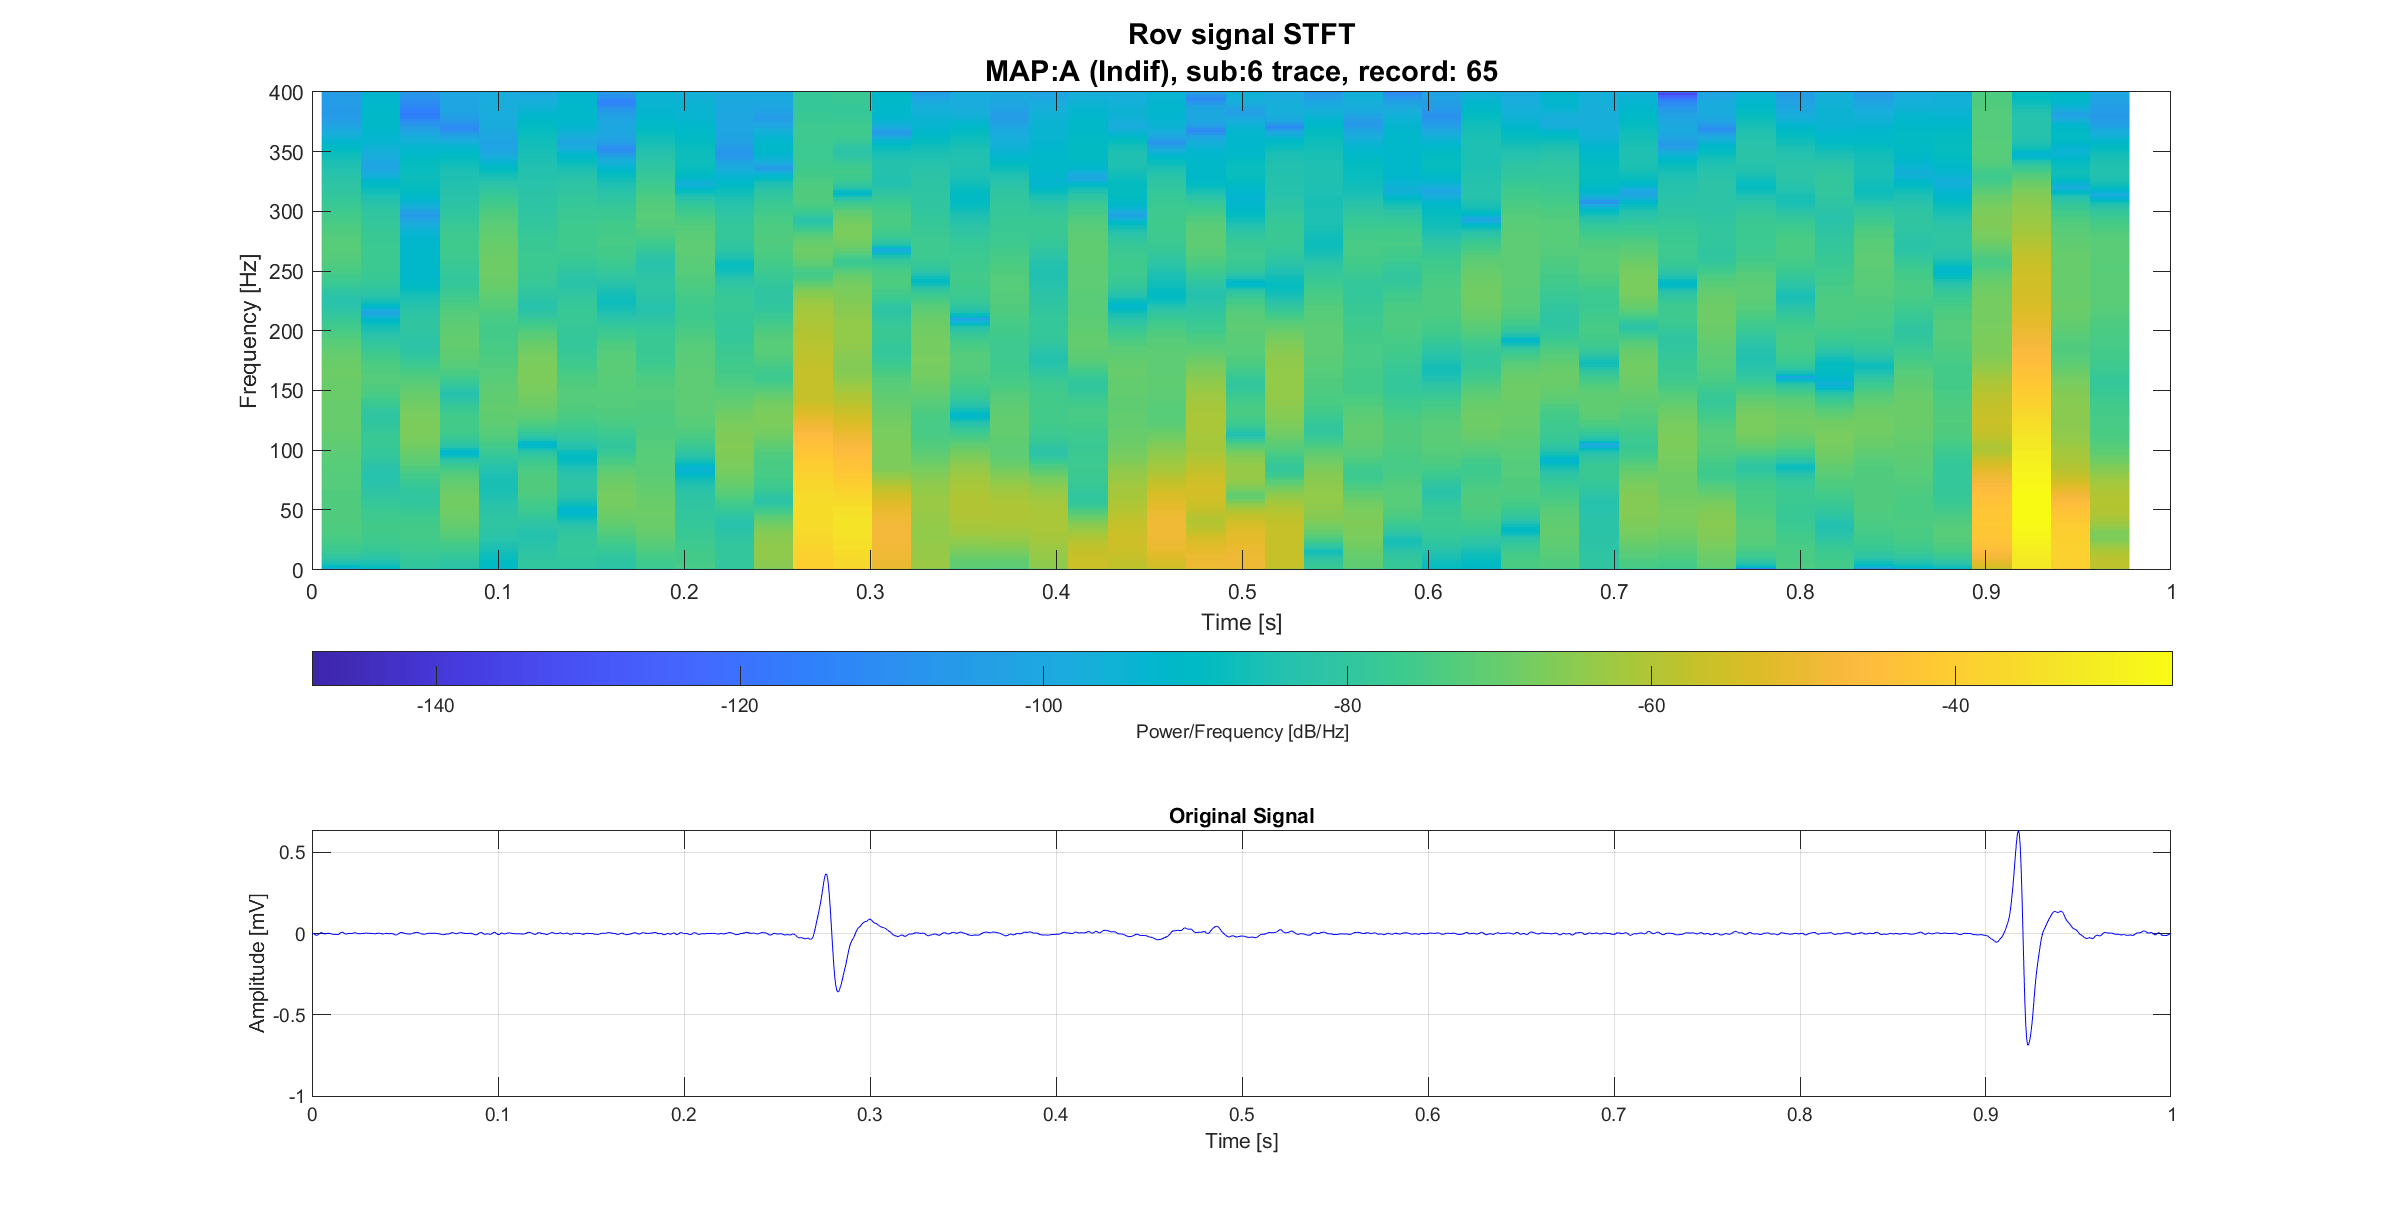 Rov signal STFT
MAP:A (Indif), sub:6 trace, record: 65
400
350
300
250
200
150
100
50
0
Frequency [Hz]
0 0.1 0.2 0.3 0.4 0.5 0.6 0.7 0.8 0.9 1
Time [s]
-140 -120 -100 -80 -60 -40
Power/Frequency [dB/Hz]
Original Signal
0.5
0
-0.5
-1
Amplitude [mV]
0 0.1 0.2 0.3 0.4 0.5 0.6 0.7 0.8 0.9 1
Time [s]